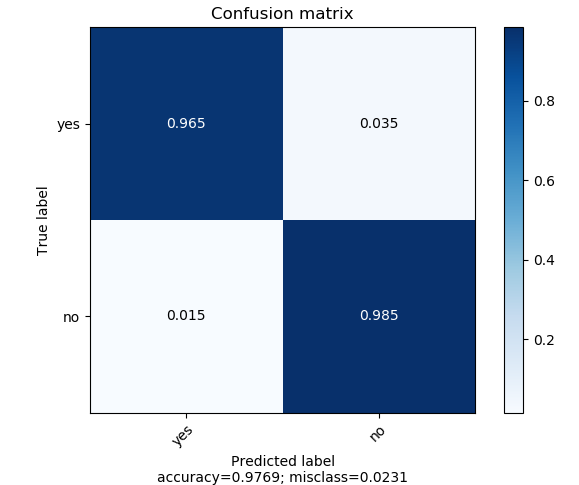 Confusion matrix
yes
0.965
0.035
0.8
0.6
True label
0.4
no
0.015
0.985
0.2
yes
no
Predicted label
accuracy=0.9769; misclass=0.0231